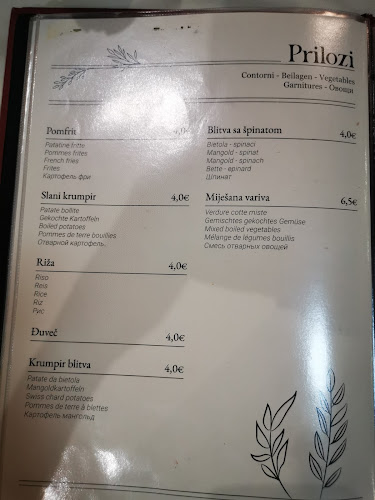 Prilozi
Contorni - Beilagen - Vegetables
Garnitures - Овощи
Pomfrit
Patatine fritte
Pommes frites
French fries
Frites
Картофель фри
Slani krumpir 4,0€
Patate bollite
Gekochte Kartoffeln
Boiled potatoes
Pommes de terre bouillies
Отварной картофель
Riža 4,0€
Riso
Reis
Rice
Riz
Рис
Đuveč 4,0€
Krumpir blitva 4,0€
Patate da bietola
Mangoldkartoffeln
Swiss chard potatoes
Pommes de terre à blettes
Картофель мангольд
Blitva sa špinatom 4,0€
Bietola - spinaci
Mangold - spinat
Mangold - spinach
Bette - epinard
Шпинат
Miješana variva 6,5€
Verdure cotte miste
Gemischtes gekochtes Gemüse
Mixed boiled vegetables
Mélange de légumes bouillis
Смесь отварных овощей